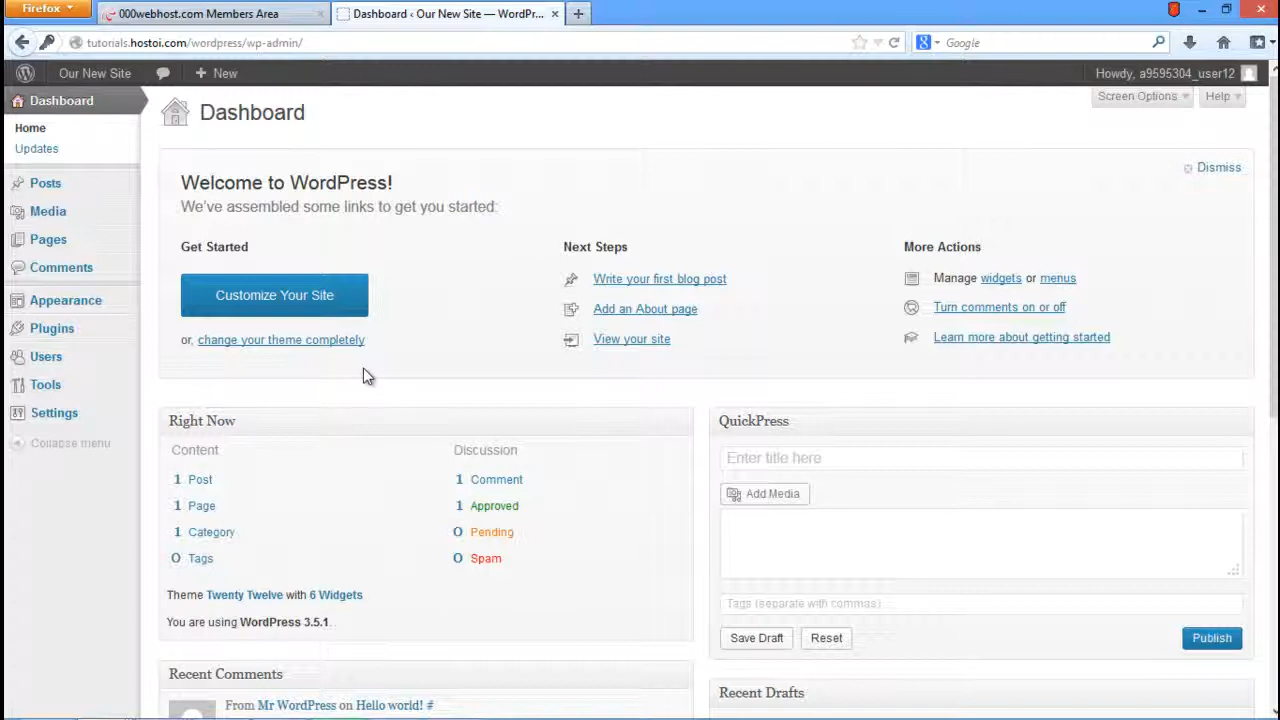 Firefox
000webhost.com Members Area
Dashboard ‹ Our New Site — WordPr...
tutorials.hostoi.com/wordpress/wp-admin/
Google
Our New Site
New
Howdy, a9595304_user12
Dashboard
Home
Updates
Posts
Media
Pages
Comments
Appearance
Plugins
Users
Tools
Settings
Collapse menu
Dashboard
Screen Options
Help
Dismiss
Welcome to WordPress!
We've assembled some links to get you started:
Get Started
Customize Your Site
or, change your theme completely
Next Steps
Write your first blog post
Add an About page
View your site
More Actions
Manage widgets or menus
Turn comments on or off
Learn more about getting started
Right Now
Content
1 Post
1 Page
1 Category
0 Tags
Discussion
1 Comment
1 Approved
0 Pending
0 Spam
Theme Twenty Twelve with 6 Widgets
You are using WordPress 3.5.1.
Recent Comments
From Mr WordPress on Hello world! #
QuickPress
Enter title here
Add Media
Tags (separate with commas)
Save Draft
Reset
Publish
Recent Drafts